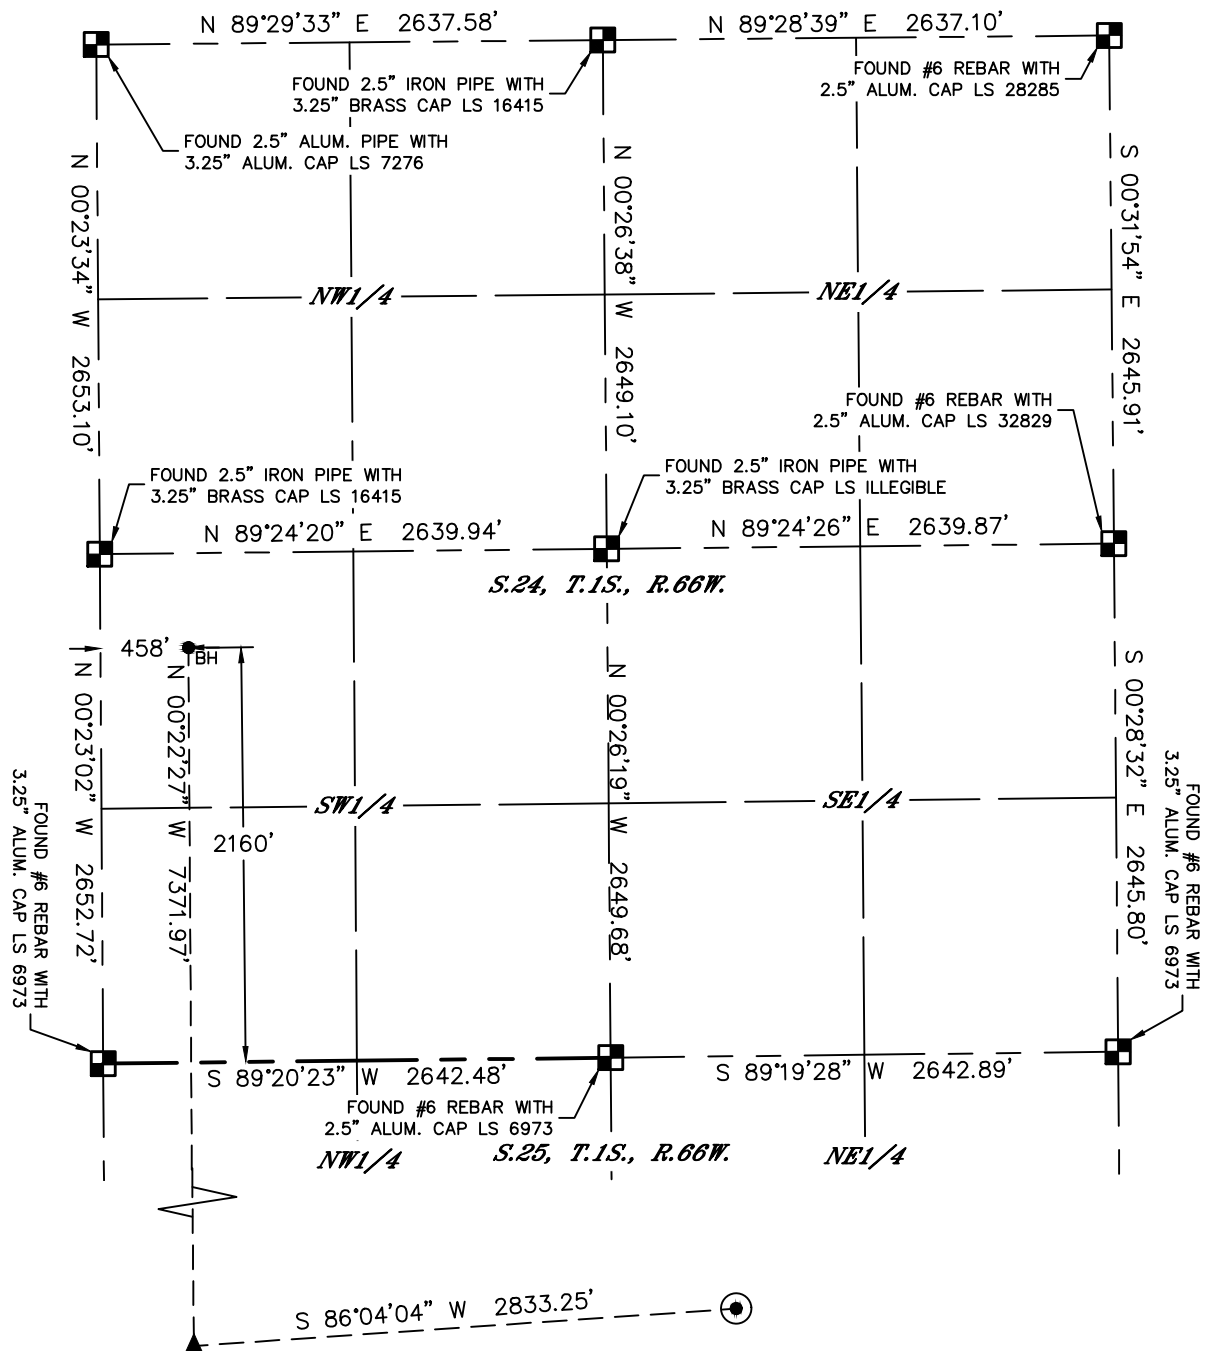 N 89°29'33" E 2637.58'
N 89°28'39" E 2637.10'
FOUND 2.5" IRON PIPE WITH
3.25" BRASS CAP LS 16415
FOUND #6 REBAR WITH
2.5" ALUM. CAP LS 28285
FOUND 2.5" ALUM. PIPE WITH
3.25" ALUM. CAP LS 7276
N 00°23'34" W 2653.10'
N 00°26'38" W 2649.10'
S 00°31'54" E 2645.91'
NW1/4
NE1/4
FOUND #6 REBAR WITH
2.5" ALUM. CAP LS 32829
FOUND 2.5" IRON PIPE WITH
3.25" BRASS CAP LS 16415
FOUND 2.5" IRON PIPE WITH
3.25" BRASS CAP LS ILLEGIBLE
N 89°24'20" E 2639.94'
N 89°24'26" E 2639.87'
S.24, T.1S., R.66W.
458'
BH
N 00°23'02" W 2652.72'
N 00°22'27" W 7371.97'
N 00°26'19" W 2649.68'
S 00°28'32" E 2645.80'
SW1/4
SE1/4
2160'
FOUND #6 REBAR WITH
3.25" ALUM. CAP LS 6973
FOUND #6 REBAR WITH
3.25" ALUM. CAP LS 6973
S 89°20'23" W 2642.48'
S 89°19'28" W 2642.89'
FOUND #6 REBAR WITH
2.5" ALUM. CAP LS 6973
NW1/4
S.25, T.1S., R.66W.
NE1/4
S 86°04'04" W 2833.25'